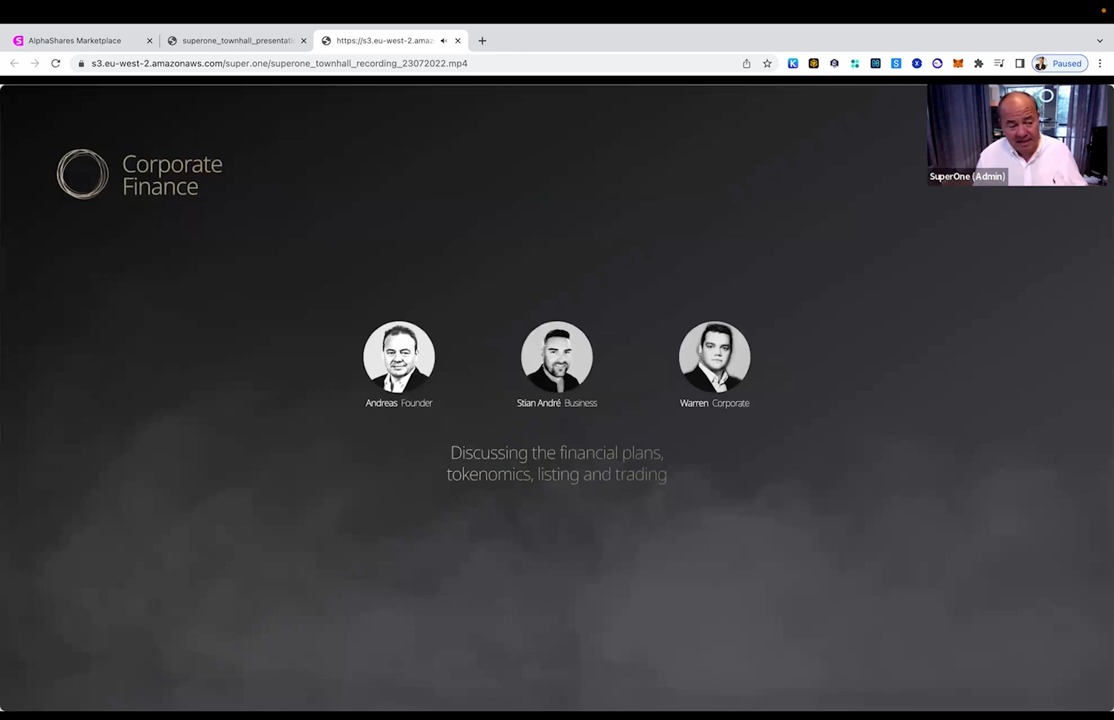 AlphaShares Marketplace
superone_townhall_presentati
https://s3.eu-west-2.amaz
s3.eu-west-2.amazonaws.com/super.one/superone_townhall_recording_23072022.mp4
Paused
SuperOne (Admin)
Corporate
Finance
Andreas Founder
Stian André Business
Warren Corporate
Discussing the financial plans,
tokenomics, listing and trading